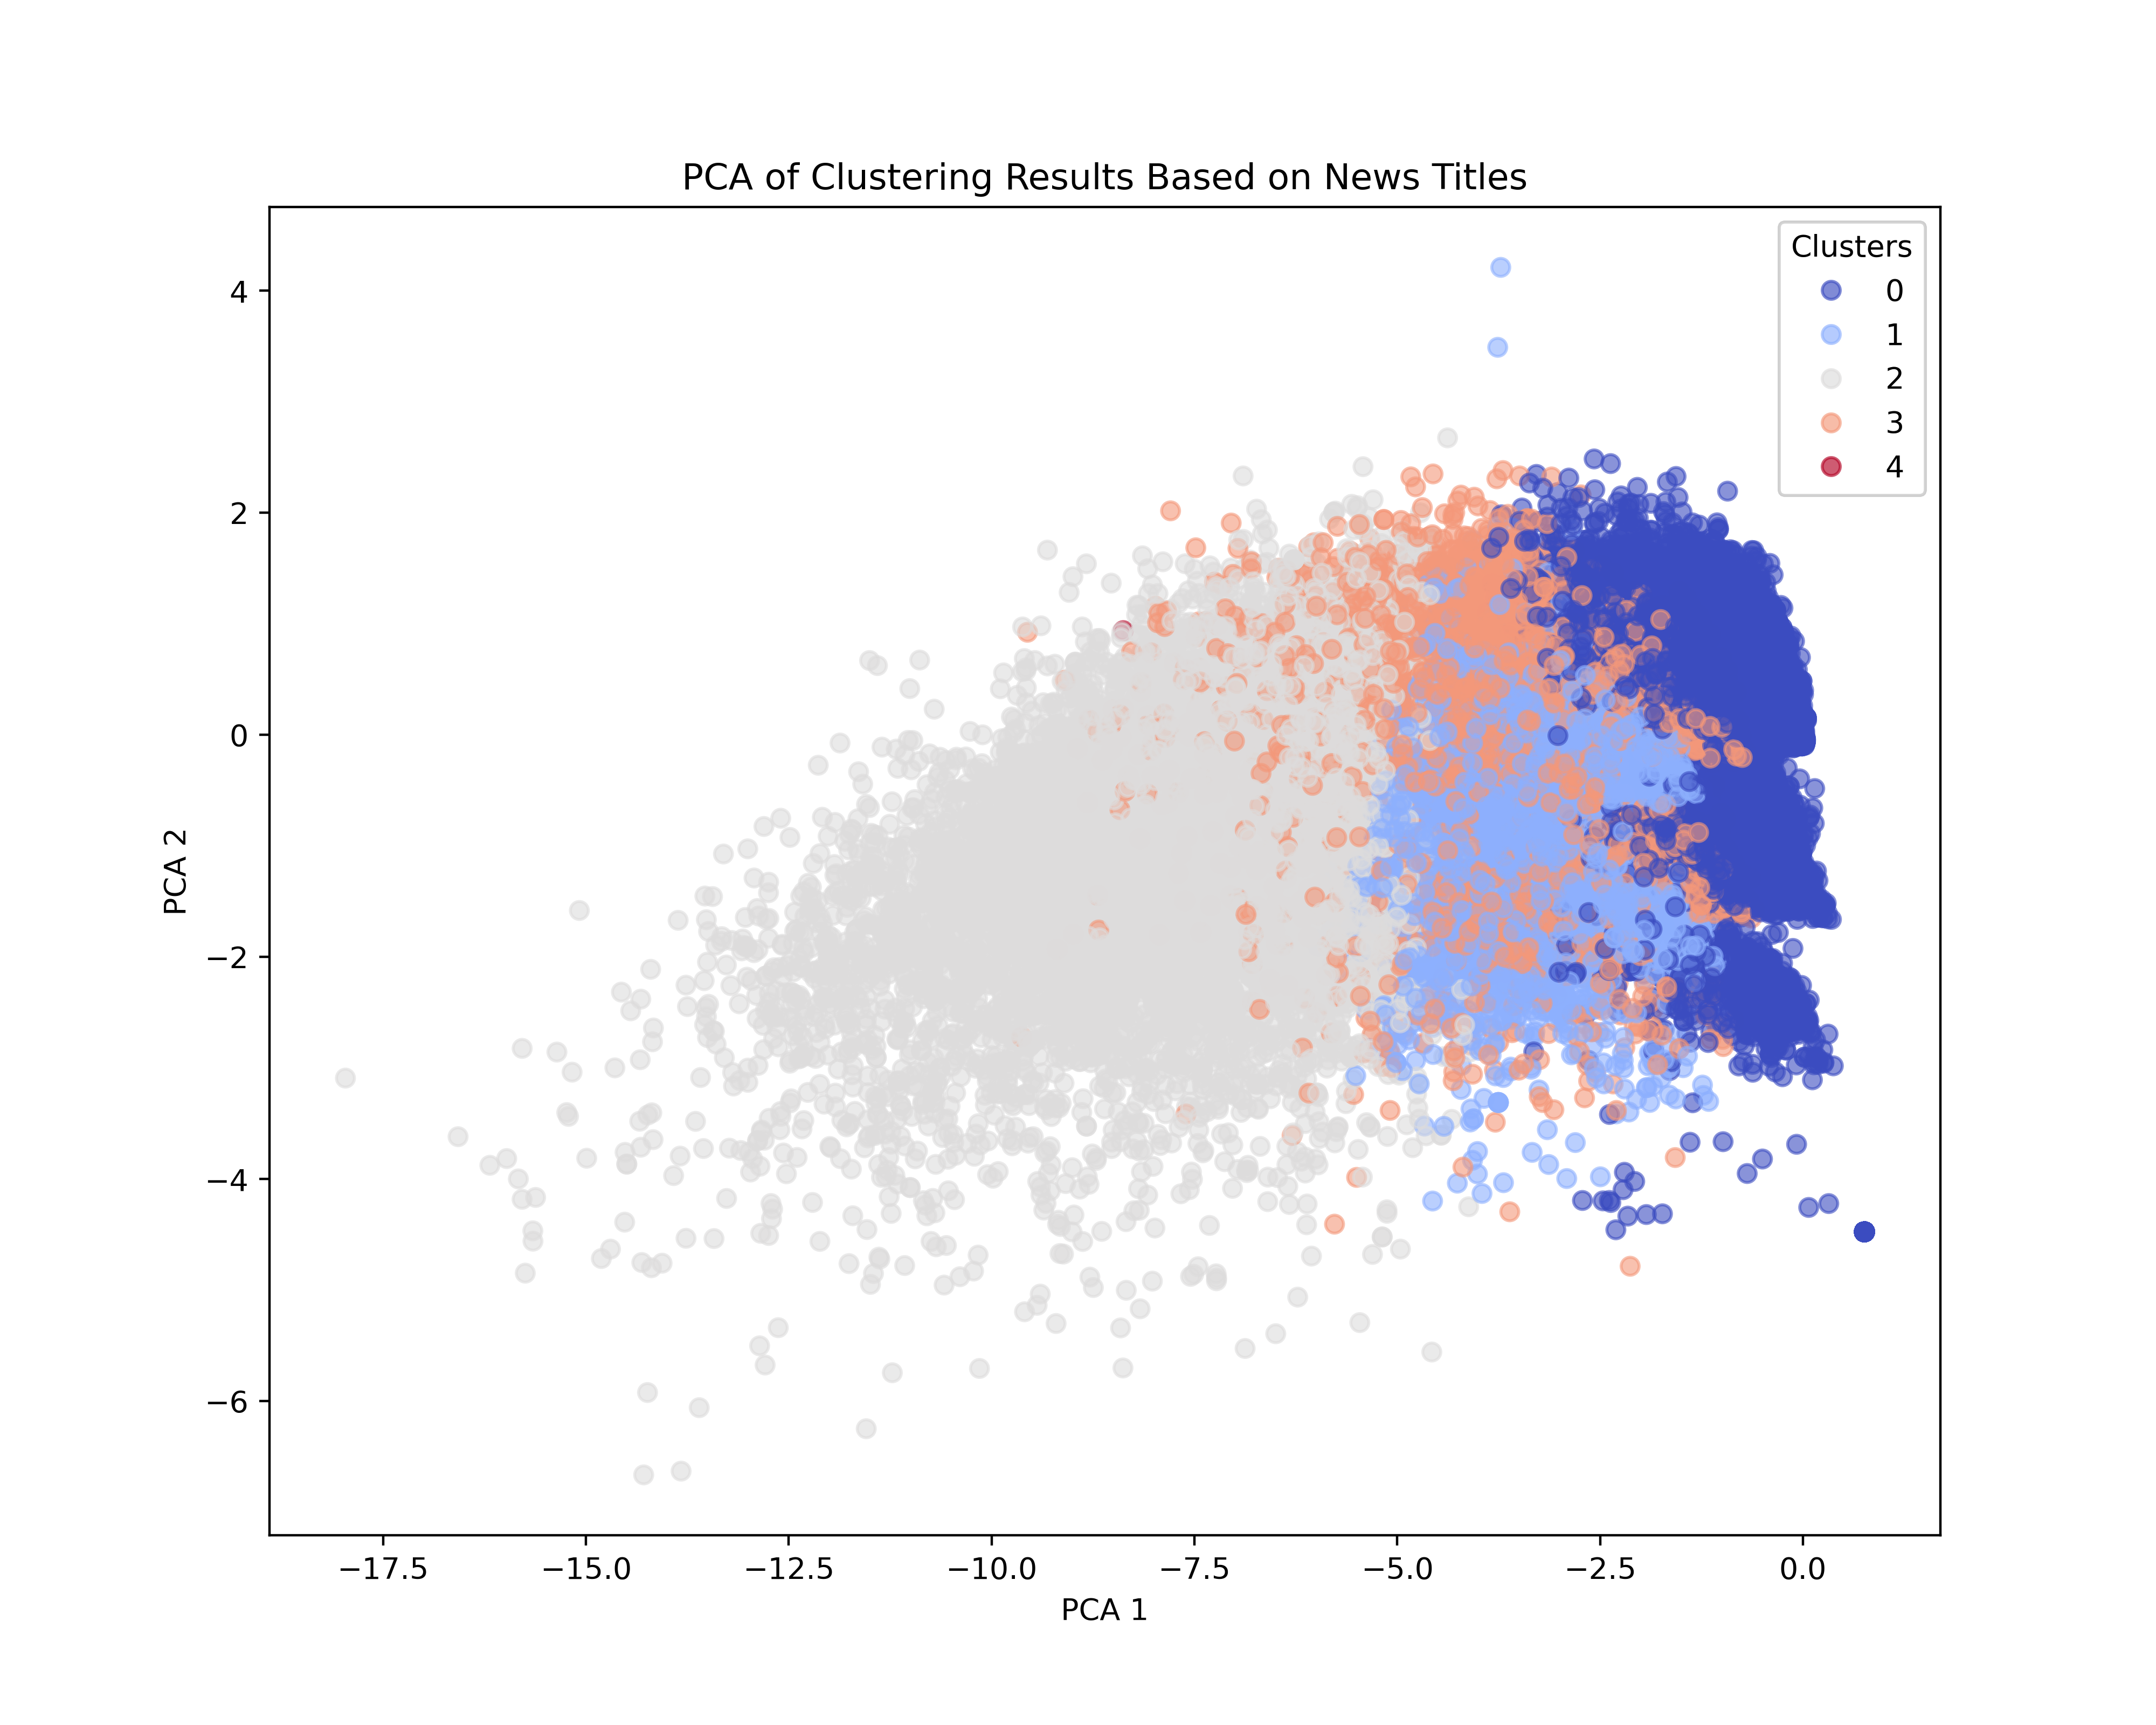 PCA of Clustering Results Based on News Titles
Clusters
0
1
2
3
4
4
2
0
−2
−4
−6
PCA 2
−17.5 −15.0 −12.5 −10.0 −7.5 −5.0 −2.5 0.0
PCA 1